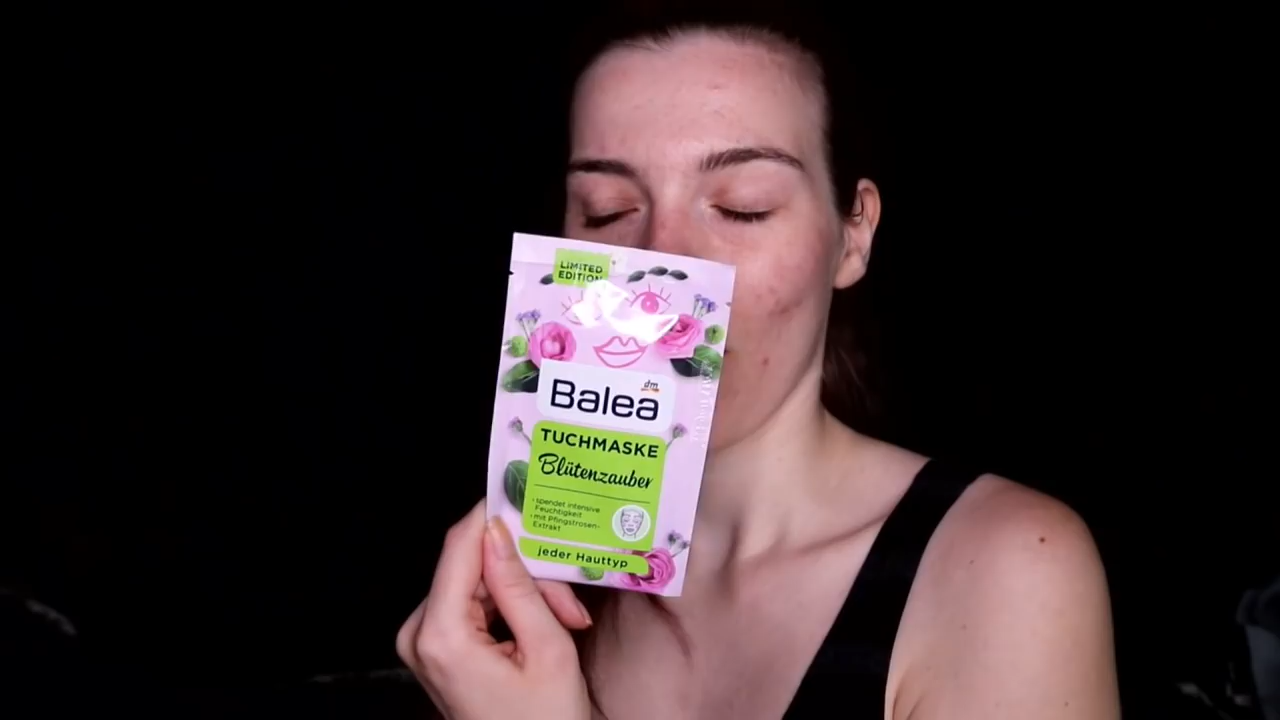 LIMITED
EDITION
dm
Balea
TUCHMASKE
Blütenzauber
• spendet intensive
Feuchtigkeit
• mit Pfingstrosen-
Extrakt
jeder Hauttyp